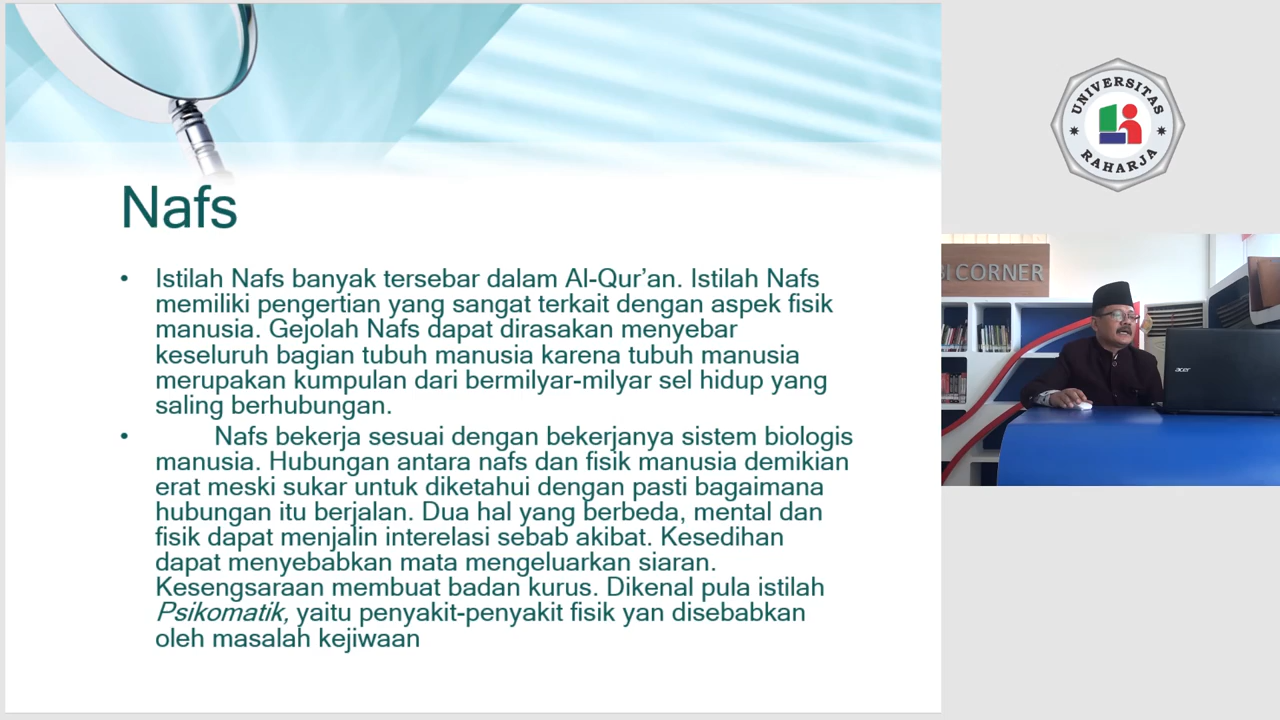 Nafs
• Istilah Nafs banyak tersebar dalam Al-Qur’an. Istilah Nafs
memiliki pengertian yang sangat terkait dengan aspek fisik
manusia. Gejolah Nafs dapat dirasakan menyebar
keseluruh bagian tubuh manusia karena tubuh manusia
merupakan kumpulan dari bermilyar-milyar sel hidup yang
saling berhubungan.
• Nafs bekerja sesuai dengan bekerjanya sistem biologis
manusia. Hubungan antara nafs dan fisik manusia demikian
erat meski sukar untuk diketahui dengan pasti bagaimana
hubungan itu berjalan. Dua hal yang berbeda, mental dan
fisik dapat menjalin interelasi sebab akibat. Kesedihan
dapat menyebabkan mata mengeluarkan siaran.
Kesengsaraan membuat badan kurus. Dikenal pula istilah
Psikomatik, yaitu penyakit-penyakit fisik yan disebabkan
oleh masalah kejiwaan
UNIVERSITAS
RAHARJA
BI CORNER
acer